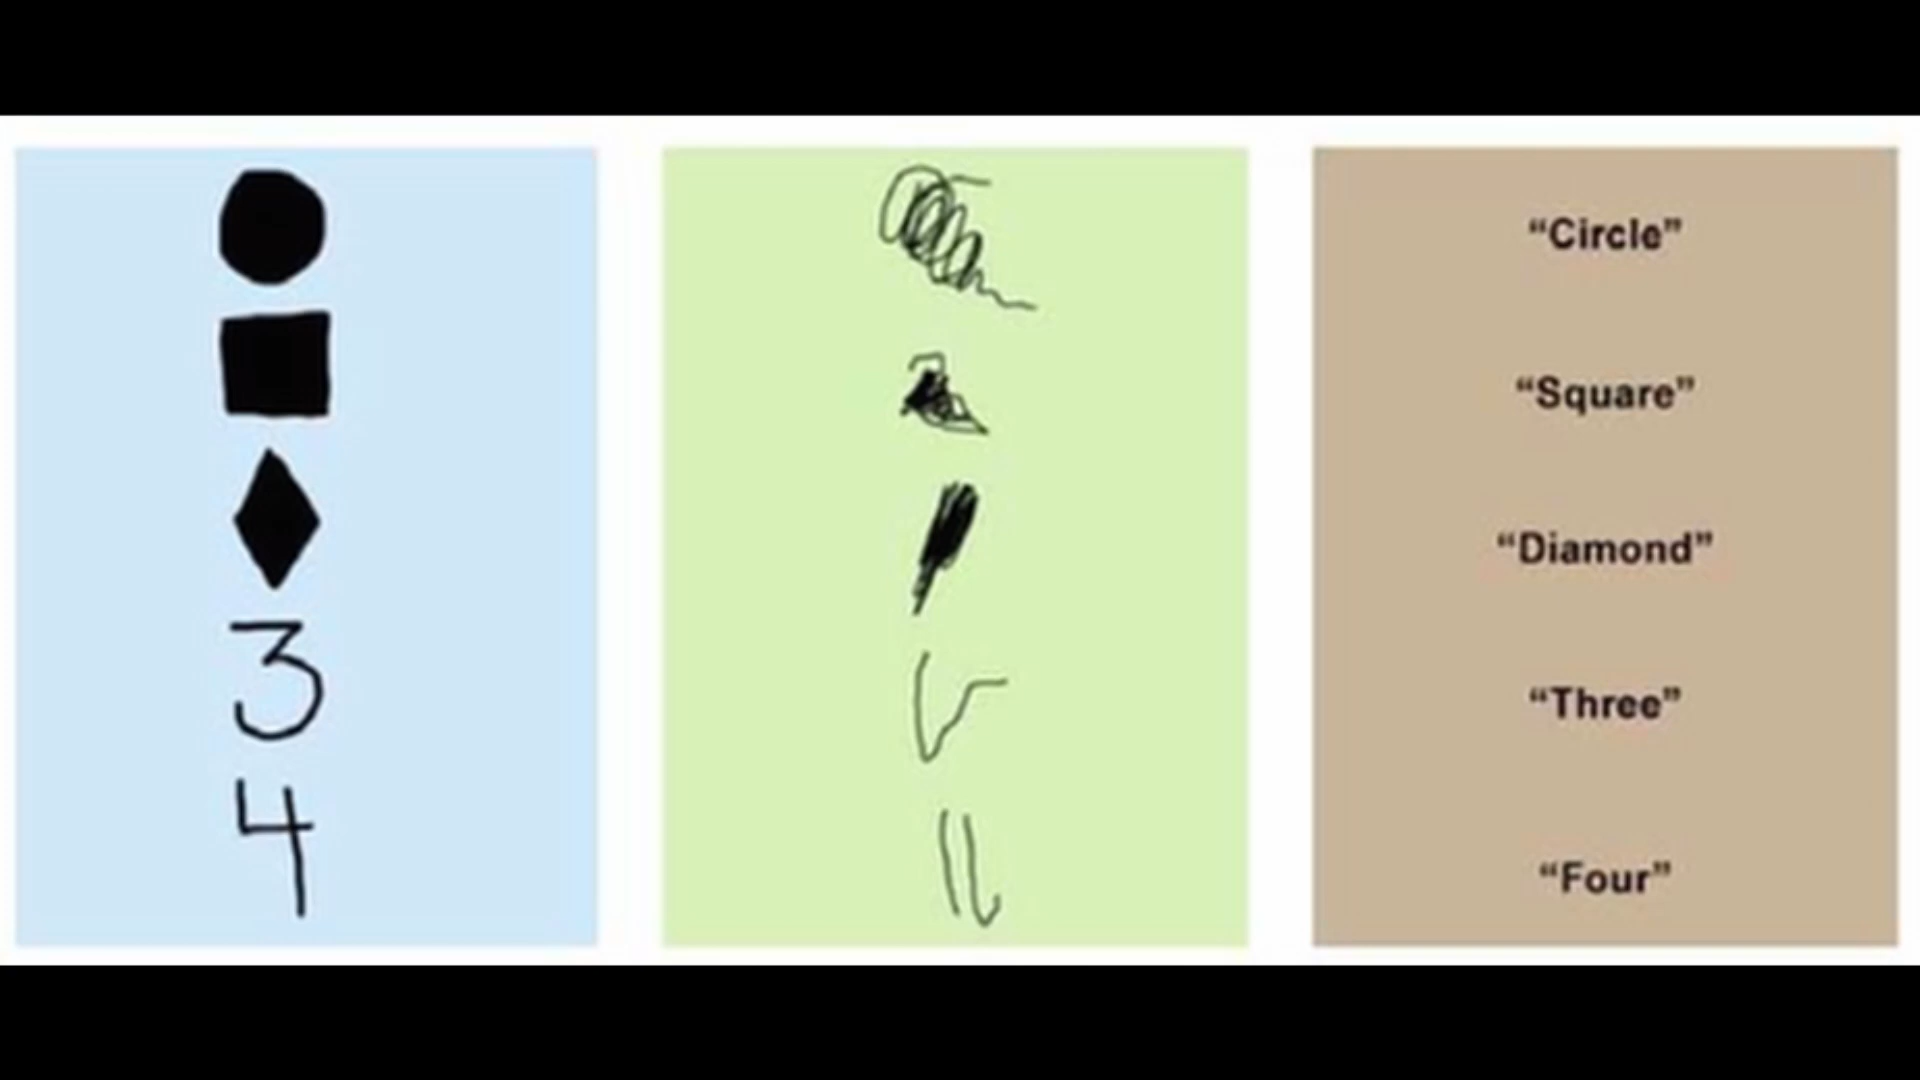 3
4
“Circle”
“Square”
“Diamond”
“Three”
“Four”